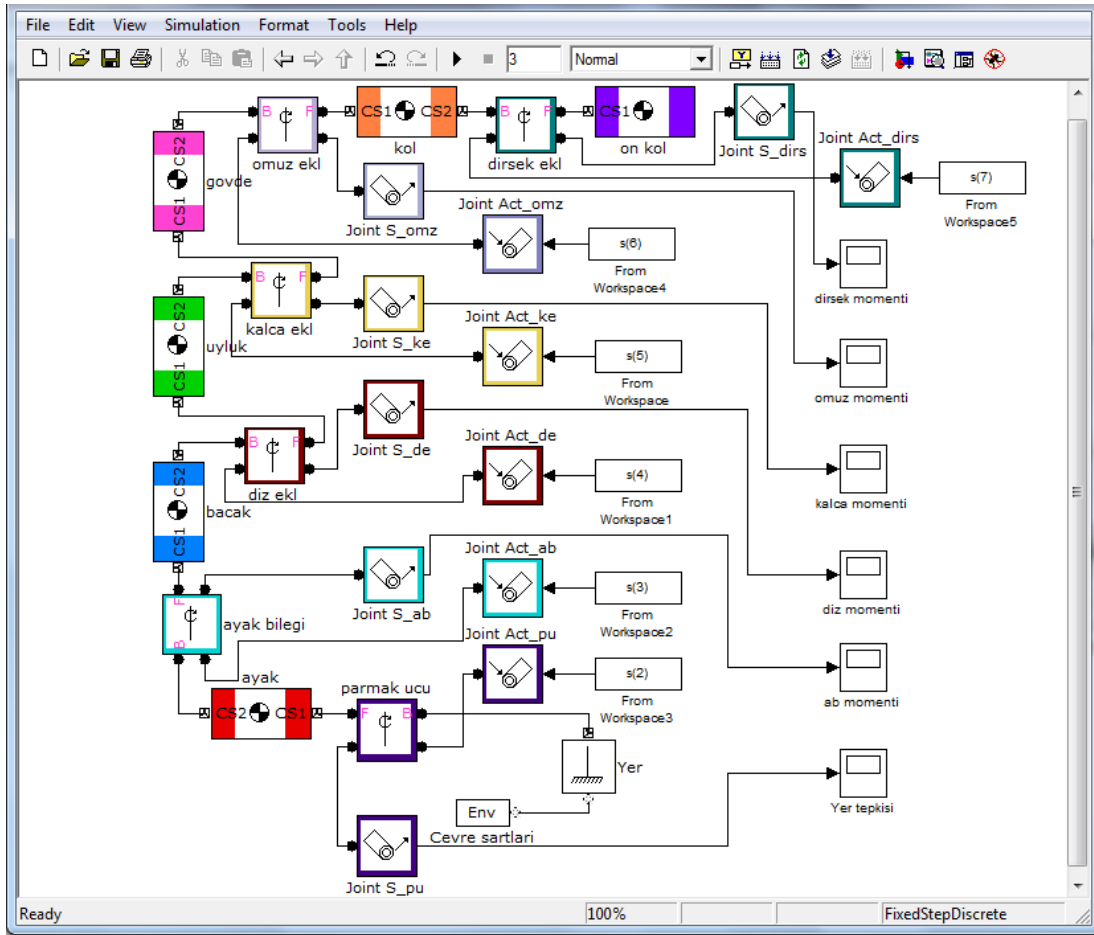 File Edit View Simulation Format Tools Help
3 Normal
B F
omuz ekl
CS1 CS2
kol
B F
dirsek ekl
CS1
on kol
Joint S_dirs
Joint Act_dirs
s(7)
From
Workspace5
CS1 CS2
govde
Joint S_omz
Joint Act_omz
s(6)
From
Workspace4
dirsek momenti
B F
kalca ekl
Joint S_ke
Joint Act_ke
s(5)
From
Workspace
omuz momenti
CS1 CS2
uyluk
B F
diz ekl
Joint S_de
Joint Act_de
s(4)
From
Workspace1
kalca momenti
CS1 CS2
bacak
Joint S_ab
Joint Act_ab
s(3)
From
Workspace2
diz momenti
F
B
ayak bilegi
ayak
CS2 CS1
parmak ucu
F B
Joint Act_pu
s(2)
From
Workspace3
ab momenti
Yer
Env
Cevre sartlari
Yer tepkisi
Joint S_pu
Ready 100% FixedStepDiscrete